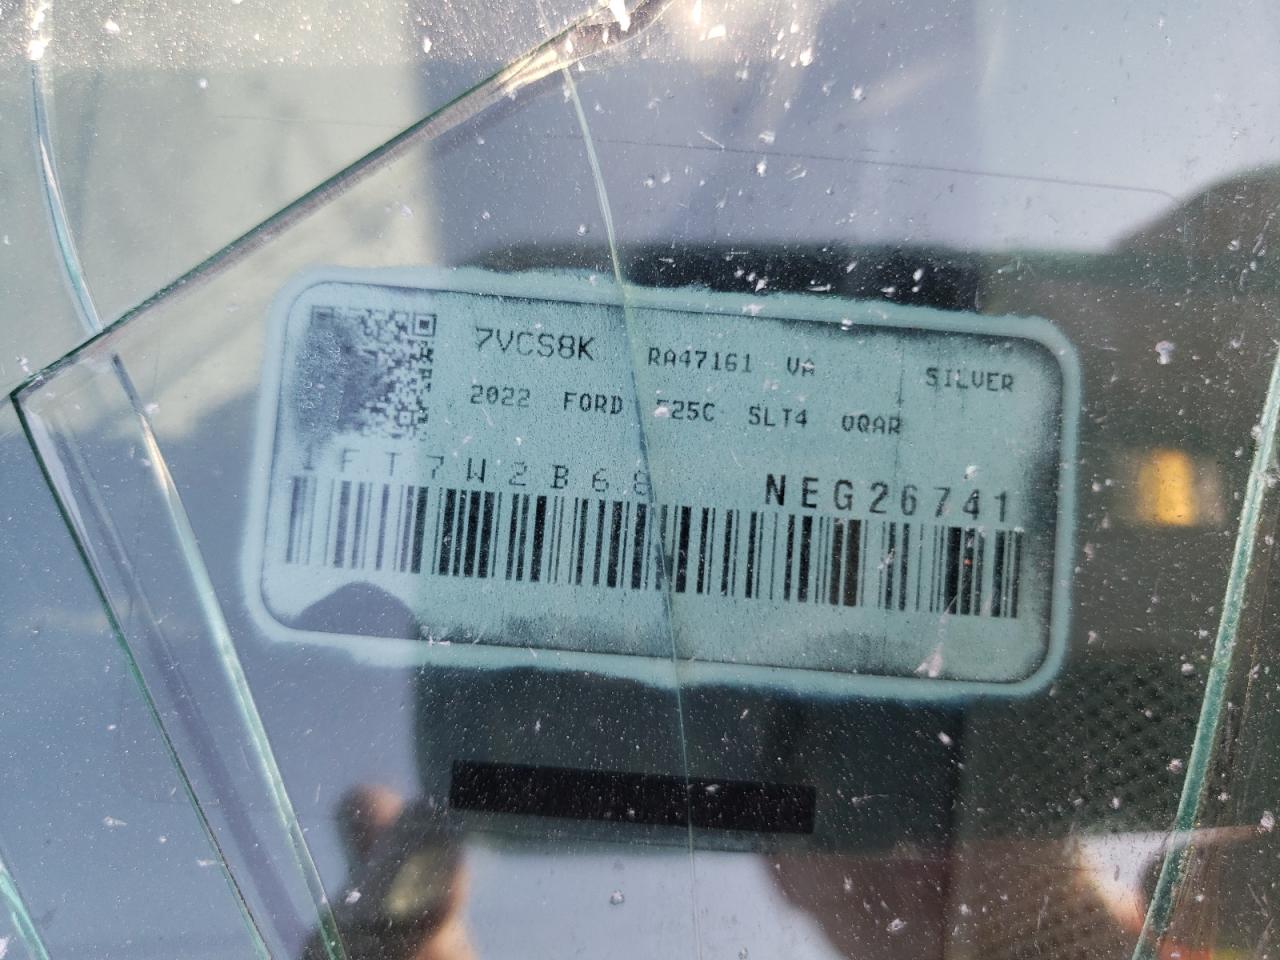 7VCS8K RA47161 VA SILVER
2022 FORD F25C SLT4 0QAR
1FT7W2B68 NEG26741